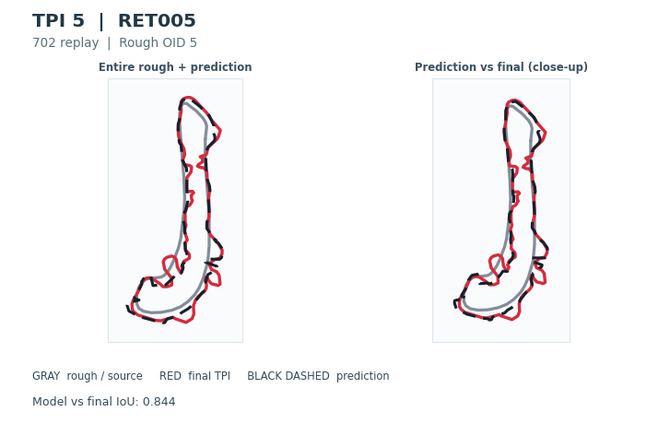 TPI 5 | RET005
702 replay | Rough OID 5
Entire rough + prediction
Prediction vs final (close-up)
GRAY rough / source RED final TPI BLACK DASHED prediction
Model vs final IoU: 0.844